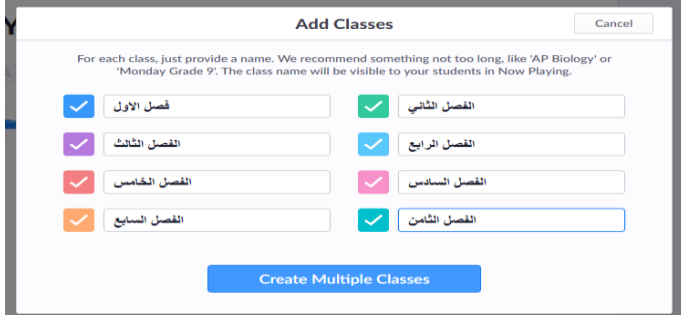 Add Classes
Cancel
For each class, just provide a name. We recommend something not too long, like 'AP Biology' or
'Monday Grade 9'. The class name will be visible to your students in Now Playing.
فصل الاول
الفصل الثاني
الفصل الثالث
الفصل الرابع
الفصل الخامس
الفصل السادس
الفصل السابع
الفصل الثامن
Create Multiple Classes